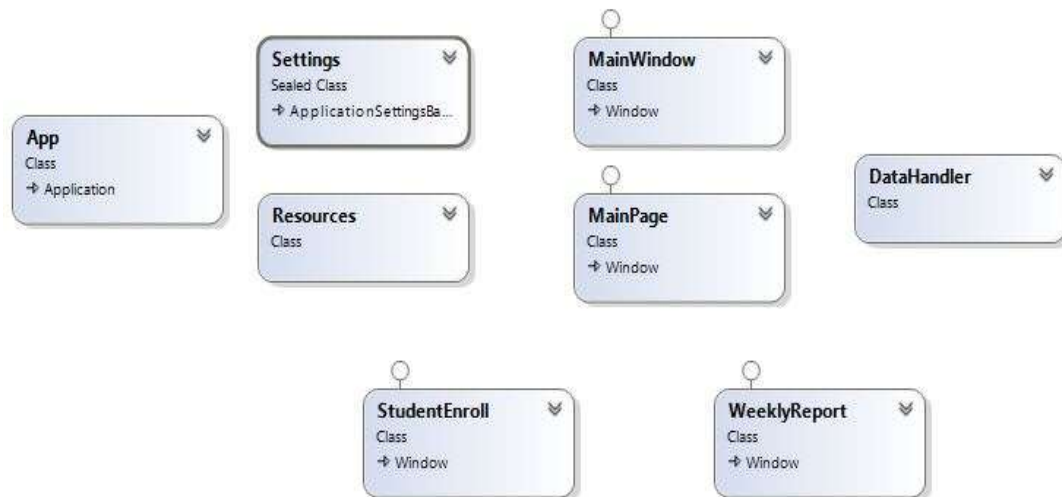 Settings
Sealed Class
ApplicationSettingsBa...
MainWindow
Class
Window
App
Class
Application
DataHandler
Class
Resources
Class
MainPage
Class
Window
StudentEnroll
Class
Window
WeeklyReport
Class
Window